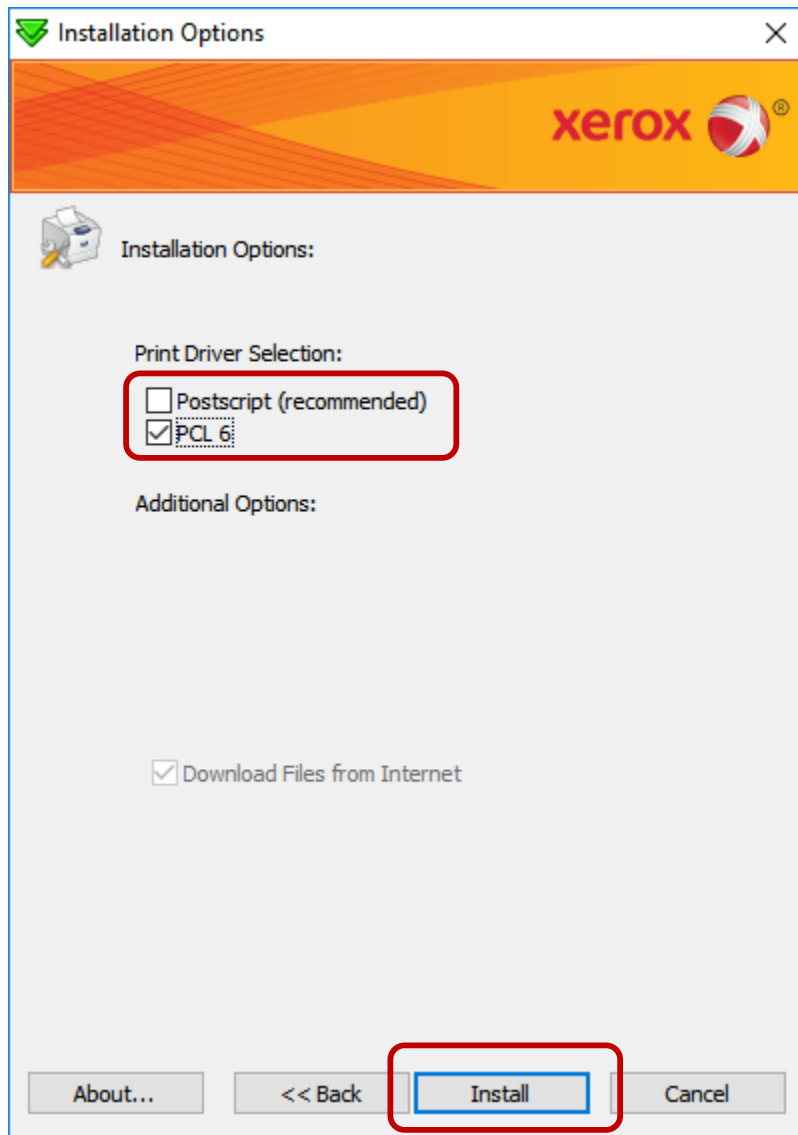 Installation Options
xerox ®
Installation Options:
Print Driver Selection:
Postscript (recommended)
PCL 6
Additional Options:
Download Files from Internet
About... << Back Install Cancel